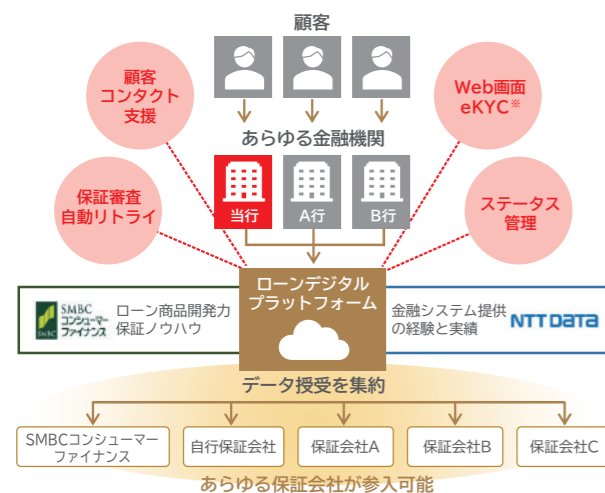 顧客
顧客
コンタクト
支援
Web画面
eKYC※
あらゆる金融機関
保証審査
自動リトライ
当行
A行
B行
ステータス
管理
ローンデジタル
プラットフォーム
SMBC
SMBC
コンシューマー
ファイナンス
ローン商品開発力
保証ノウハウ
金融システム提供
の経験と実績
NTT DATA
データ授受を集約
SMBCコンシューマー
ファイナンス
自行保証会社
保証会社A
保証会社B
保証会社C
あらゆる保証会社が参入可能